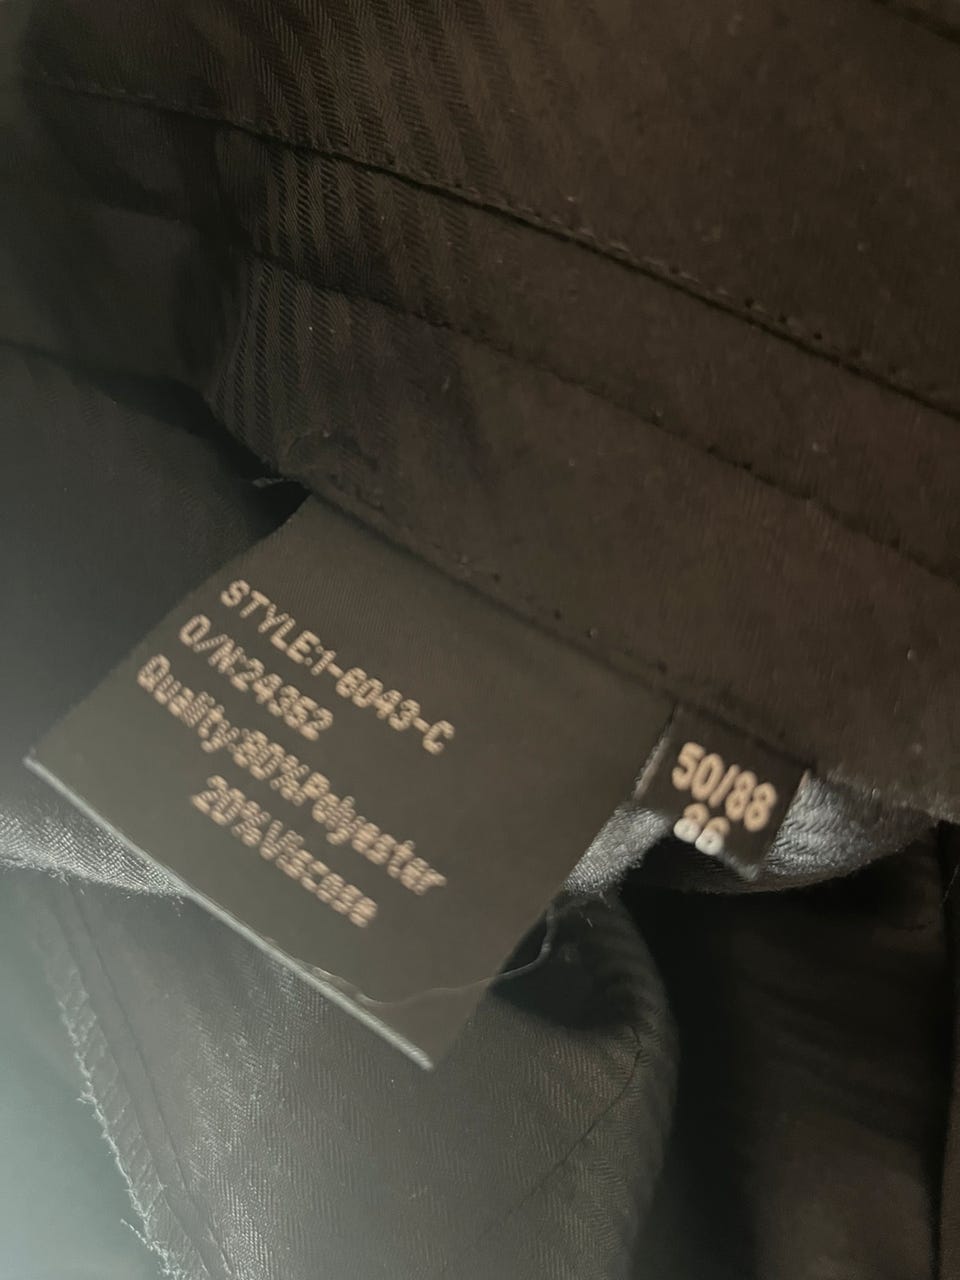 STYLE:1-6043-C
O/N:24352
Quality:80%Polyester
20%Viscose
50/88
86